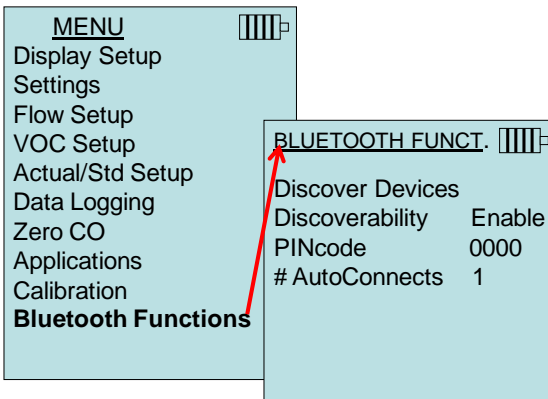 MENU
Display Setup
Settings
Flow Setup
VOC Setup
Actual/Std Setup
Data Logging
Zero CO
Applications
Calibration
Bluetooth Functions
BLUETOOTH FUNCT.
Discover Devices
Discoverability Enable
PINcode 0000
# AutoConnects 1